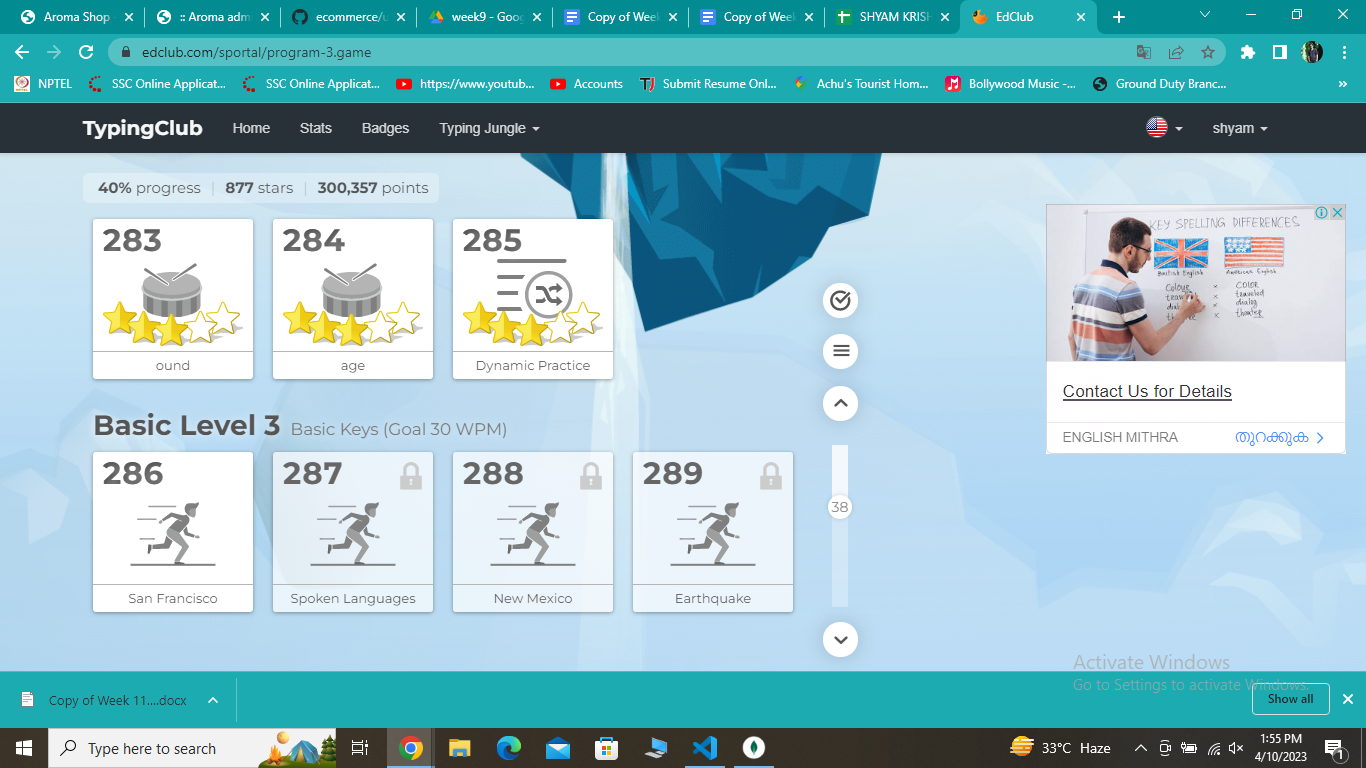 Aroma Shop -
:: Aroma adm
ecommerce/u
week9 - Goog
Copy of Week
Copy of Week
SHYAM KRISH
EdClub
edclub.com/sportal/program-3.game
NPTEL
SSC Online Applicat...
SSC Online Applicat...
https://www.youtub...
Accounts
Submit Resume Onl...
Achu's Tourist Hom...
Bollywood Music -...
Ground Duty Branc...
TypingClub
Home
Stats
Badges
Typing Jungle
shyam
40% progress | 877 stars | 300,357 points
283
284
285
ound
age
Dynamic Practice
Basic Level 3 Basic Keys (Goal 30 WPM)
286
287
288
289
San Francisco
Spoken Languages
New Mexico
Earthquake
38
KEY SPELLING DIFFERENCES
British English
American English
Colour x COLOR
x traveled
x dialog
x theater
Contact Us for Details
ENGLISH MITHRA
തുറക്കുക
Activate Windows
Go to Settings to activate Windows.
Copy of Week 11....docx
Show all
Type here to search
33°C Haze
1:55 PM
4/10/2023
1